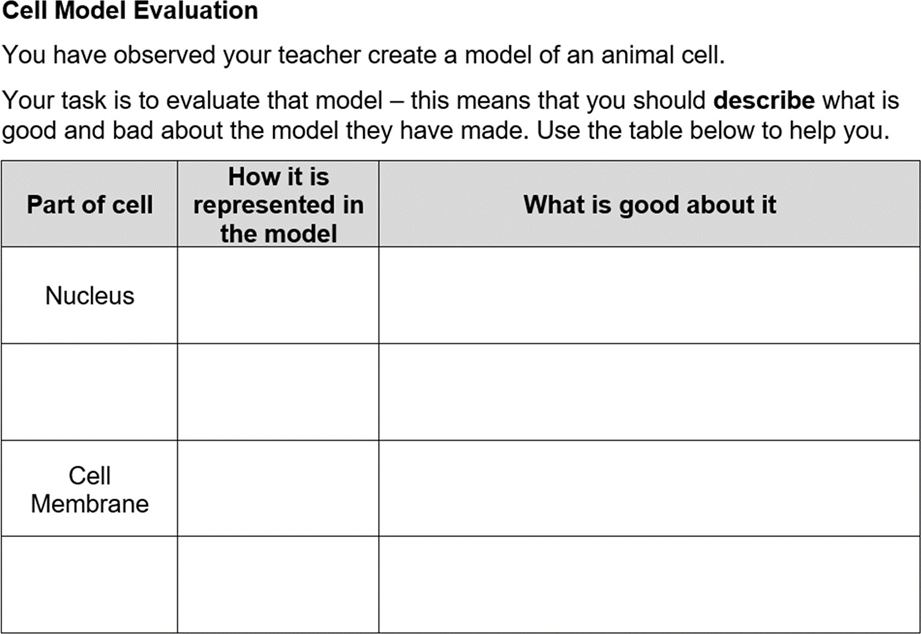 Cell Model Evaluation
You have observed your teacher create a model of an animal cell.
Your task is to evaluate that model – this means that you should describe what is
good and bad about the model they have made. Use the table below to help you.
Part of cell
How it is
represented in
the model
What is good about it
Nucleus
Cell
Membrane